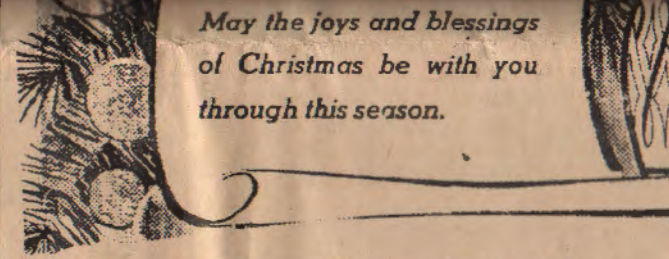 May the joys and blessings
of Christmas be with you
through this season.